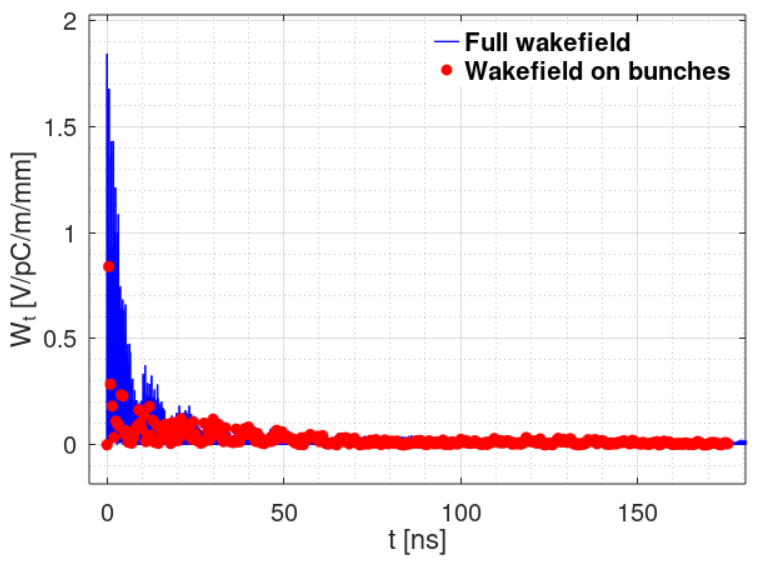 Full wakefield
Wakefield on bunches
2
1.5
1
0.5
0
W_t [V/pC/m/mm]
0
50
100
150
t [ns]